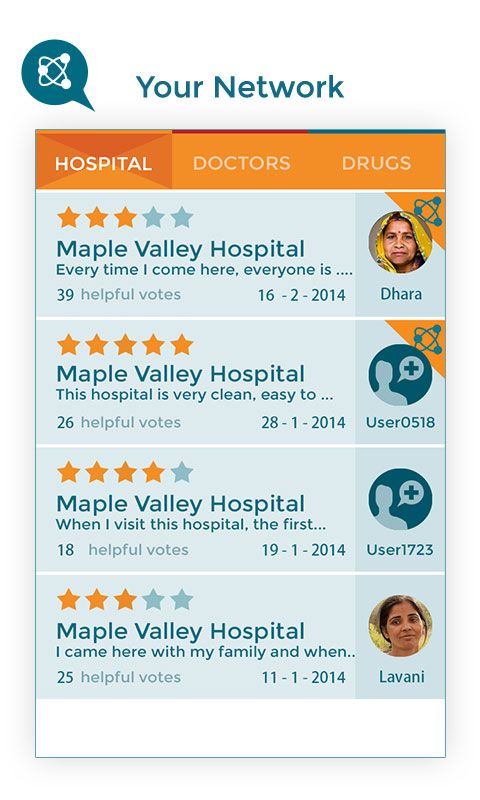 Your Network
HOSPITAL DOCTORS DRUGS
Maple Valley Hospital
Every time I come here, everyone is ....
39 helpful votes 16 - 2 - 2014 Dhara
Maple Valley Hospital
This hospital is very clean, easy to ...
26 helpful votes 28 - 1 - 2014 User0518
Maple Valley Hospital
When I visit this hospital, the first...
18 helpful votes 19 - 1 - 2014 User1723
Maple Valley Hospital
I came here with my family and when..
25 helpful votes 11 - 1 - 2014 Lavani